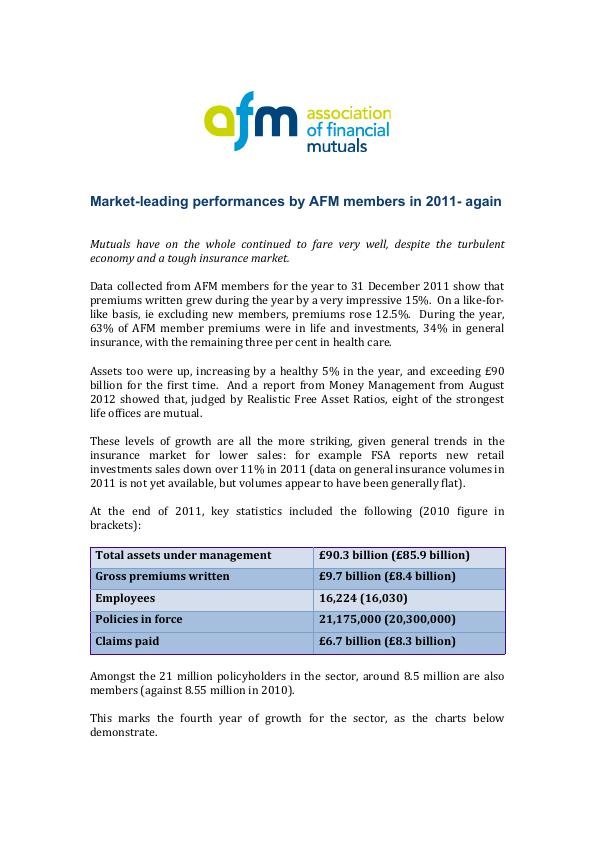 afm association
of financial
mutuals
Market-leading performances by AFM members in 2011- again
Mutuals have on the whole continued to fare very well, despite the turbulent
economy and a tough insurance market.
Data collected from AFM members for the year to 31 December 2011 show that
premiums written grew during the year by a very impressive 15%. On a like-for-
like basis, ie excluding new members, premiums rose 12.5%. During the year,
63% of AFM member premiums were in life and investments, 34% in general
insurance, with the remaining three per cent in health care.
Assets too were up, increasing by a healthy 5% in the year, and exceeding £90
billion for the first time. And a report from Money Management from August
2012 showed that, judged by Realistic Free Asset Ratios, eight of the strongest
life offices are mutual.
These levels of growth are all the more striking, given general trends in the
insurance market for lower sales: for example FSA reports new retail
investments sales down over 11% in 2011 (data on general insurance volumes in
2011 is not yet available, but volumes appear to have been generally flat).
At the end of 2011, key statistics included the following (2010 figure in
brackets):
Total assets under management £90.3 billion (£85.9 billion)
Gross premiums written £9.7 billion (£8.4 billion)
Employees 16,224 (16,030)
Policies in force 21,175,000 (20,300,000)
Claims paid £6.7 billion (£8.3 billion)
Amongst the 21 million policyholders in the sector, around 8.5 million are also
members (against 8.55 million in 2010).
This marks the fourth year of growth for the sector, as the charts below
demonstrate.